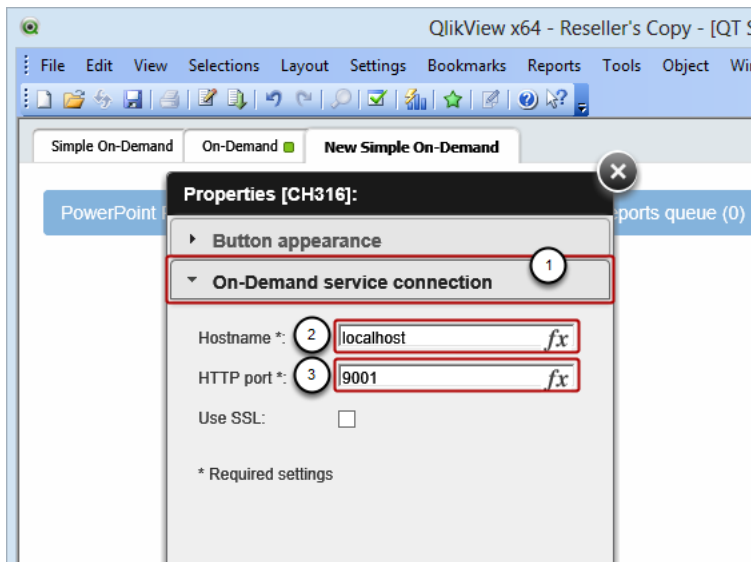 QlikView x64 - Reseller's Copy - [QT S
File Edit View Selections Layout Settings Bookmarks Reports Tools Object Wi
Simple On-Demand On-Demand New Simple On-Demand
PowerPoint eports queue (0)
Properties [CH316]:
Button appearance
1
On-Demand service connection
Hostname *: 2 localhost fx
HTTP port *: 3 9001 fx
Use SSL:
* Required settings